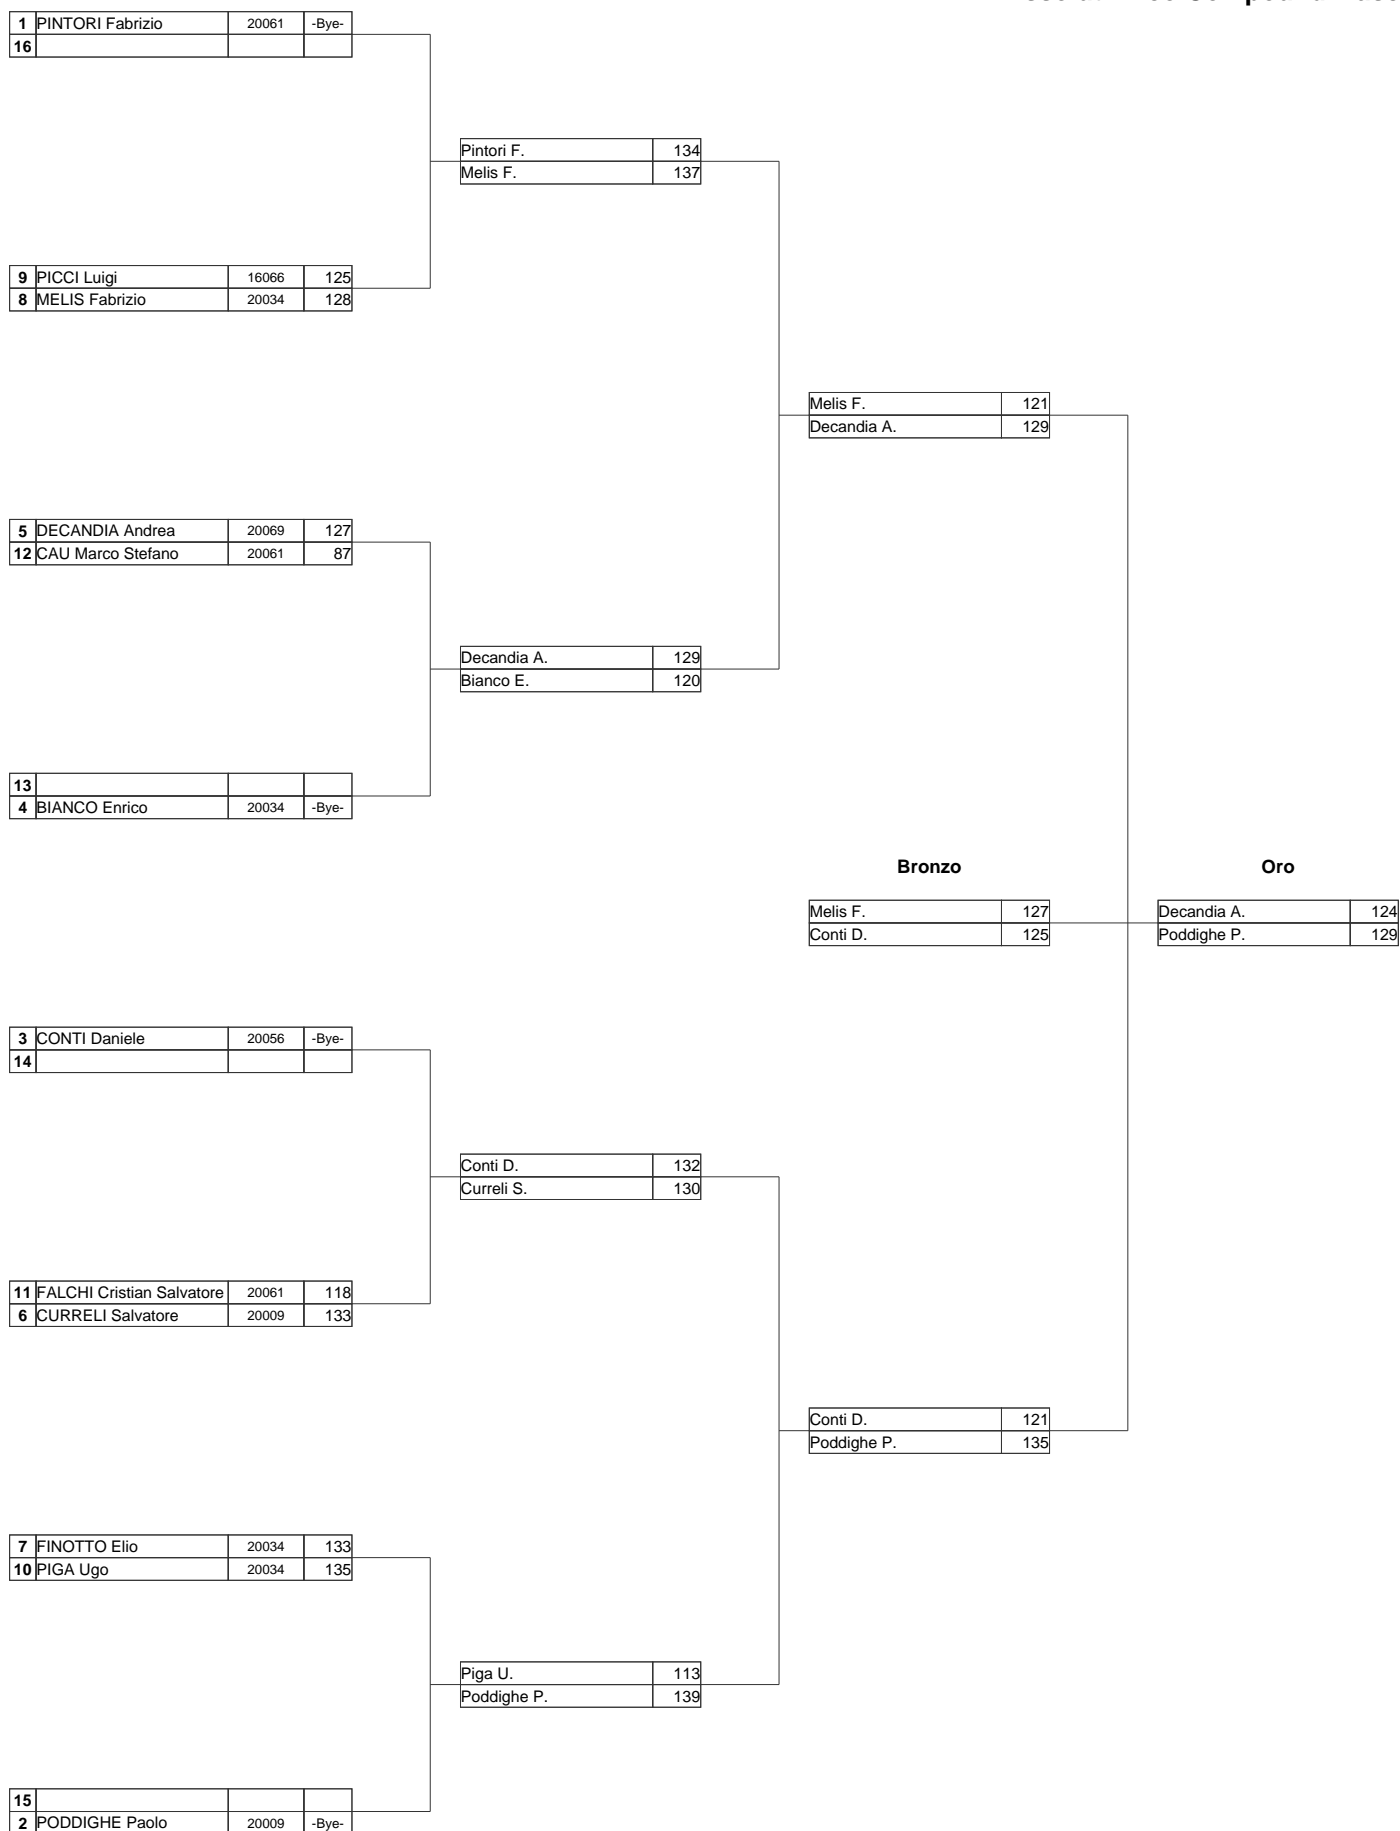 1 PINTORI Fabrizio 20061 -Bye-
16
Pintori F. 134
Melis F. 137
9 PICCI Luigi 16066 125
8 MELIS Fabrizio 20034 128
Melis F. 121
Decandia A. 129
5 DECANDIA Andrea 20069 127
12 CAU Marco Stefano 20061 87
Decandia A. 129
Bianco E. 120
13
4 BIANCO Enrico 20034 -Bye-
Bronzo Oro
Melis F. 127 Decandia A. 124
Conti D. 125 Poddighe P. 129
3 CONTI Daniele 20056 -Bye-
14
Conti D. 132
Curreli S. 130
11 FALCHI Cristian Salvatore 20061 118
6 CURRELI Salvatore 20009 133
Conti D. 121
Poddighe P. 135
7 FINOTTO Elio 20034 133
10 PIGA Ugo 20034 135
Piga U. 113
Poddighe P. 139
15
2 PODDIGHE Paolo 20009 -Bye-